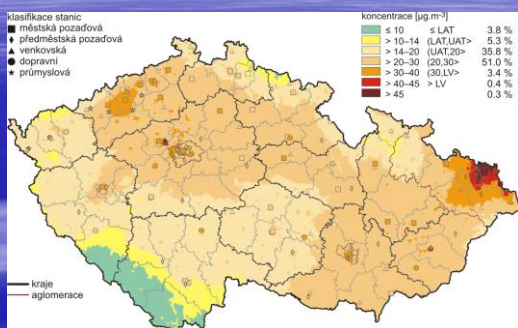 klasifikace stanic
městská pozaďová
předměstská pozaďová
venkovská
dopravní
průmyslová
koncentrace [µg.m⁻³]
≤ 10 ≤ LAT 3.8 %
> 10–14 (LAT,UAT> 5.3 %
> 14–20 (UAT,20> 35.8 %
> 20–30 (20,30> 51.0 %
> 30–40 (30,LV> 3.4 %
> 40–45 > LV 0.4 %
> 45 0.3 %
kraje
aglomerace